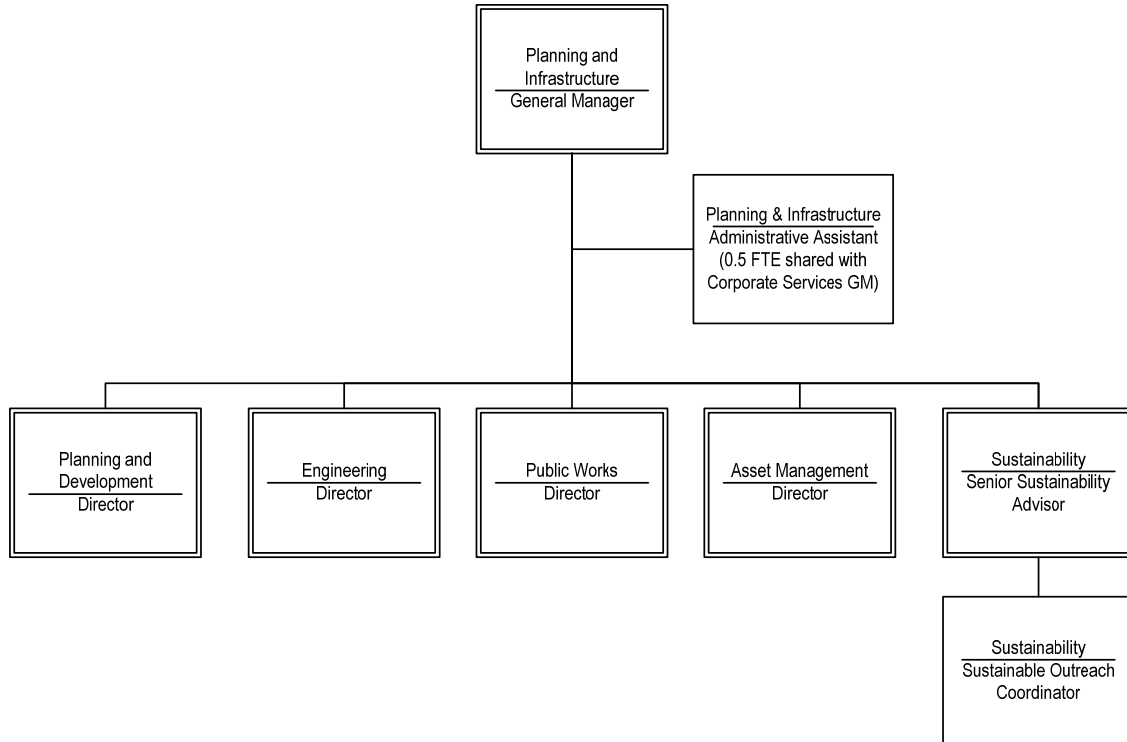 Planning and
Infrastructure
General Manager
Planning & Infrastructure
Administrative Assistant
(0.5 FTE shared with
Corporate Services GM)
Planning and
Development
Director
Engineering
Director
Public Works
Director
Asset Management
Director
Sustainability
Senior Sustainability
Advisor
Sustainability
Sustainable Outreach
Coordinator